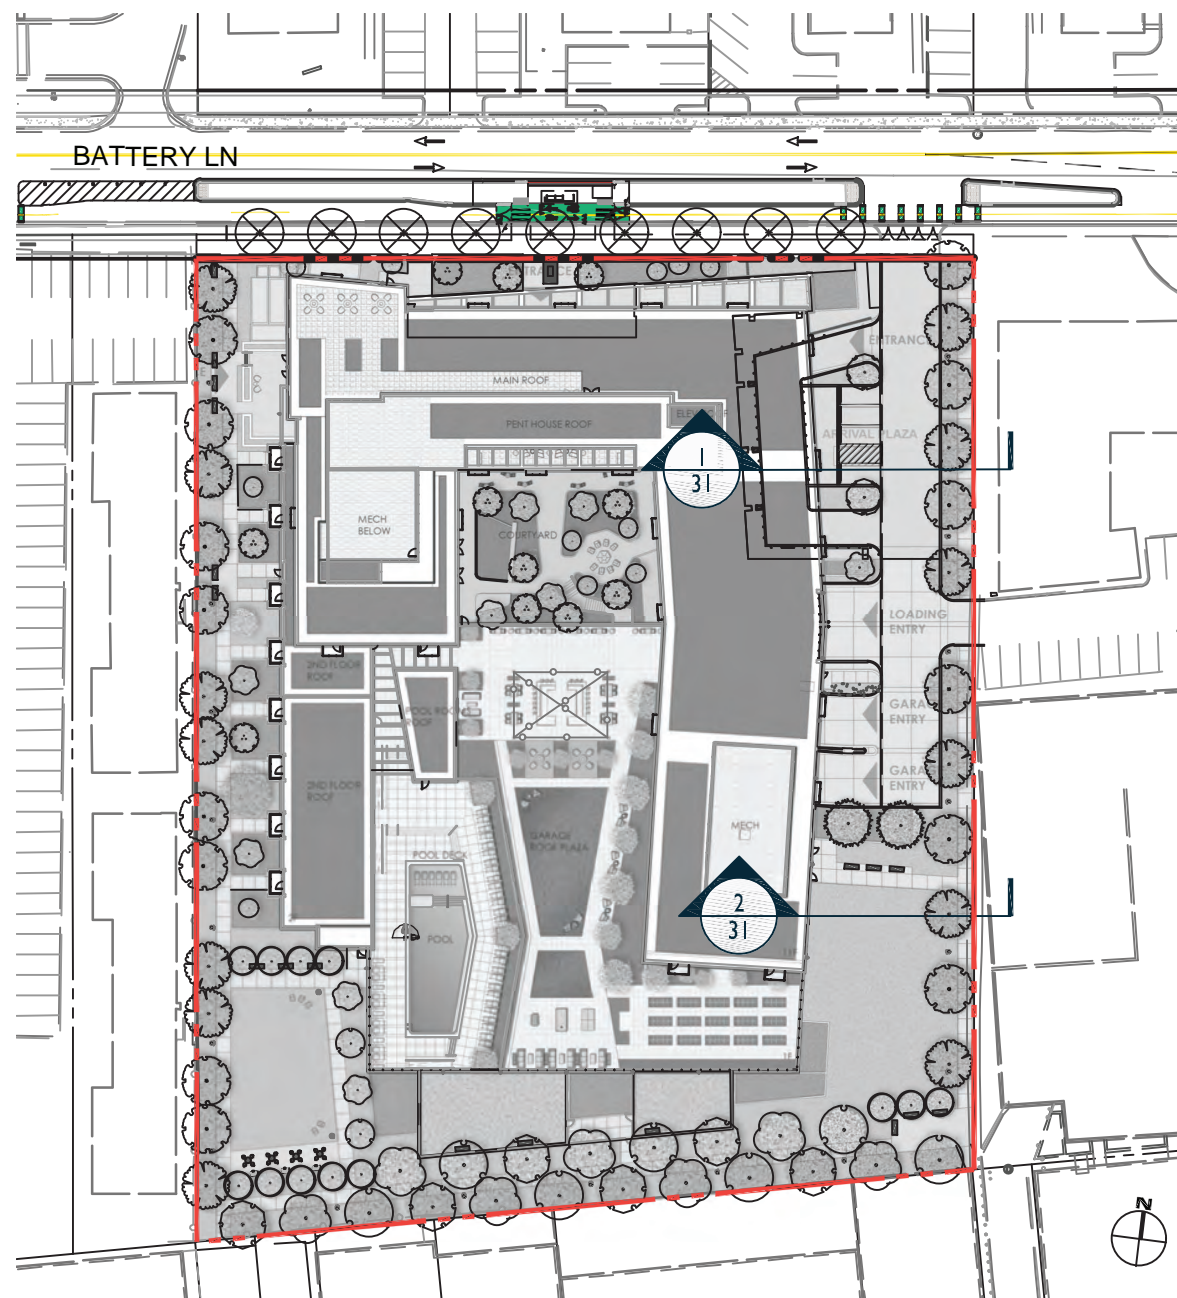 BATTERY LN
ENTRANCE
ENTRANCE
MAIN ROOF
PENT HOUSE ROOF
ARRIVAL PLAZA
1
31
MECH
BELOW
COURTYARD
LOADING
ENTRY
2ND FLOOR
ROOF
POOL ROOM
ROOF
GARAGE
ENTRY
GARAGE
ENTRY
2ND FLOOR
ROOF
MECH
GARAGE
ROOF PLAZA
POOL DECK
2
31
POOL
N